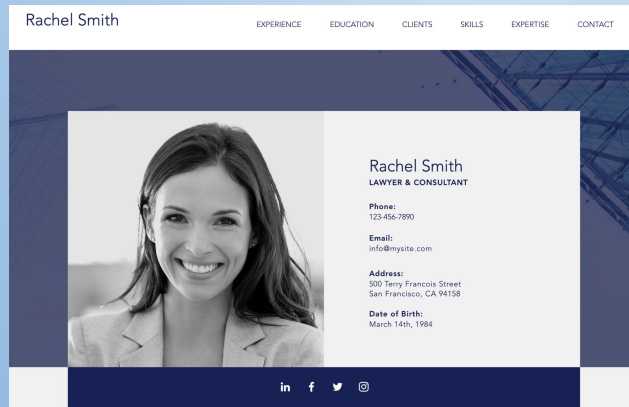 Rachel Smith
EXPERIENCE EDUCATION CLIENTS SKILLS EXPERTISE CONTACT
Rachel Smith
LAWYER & CONSULTANT
Phone:
123-456-7890
Email:
info@mysite.com
Address:
500 Terry Francois Street
San Francisco, CA 94158
Date of Birth:
March 14th, 1984
in f